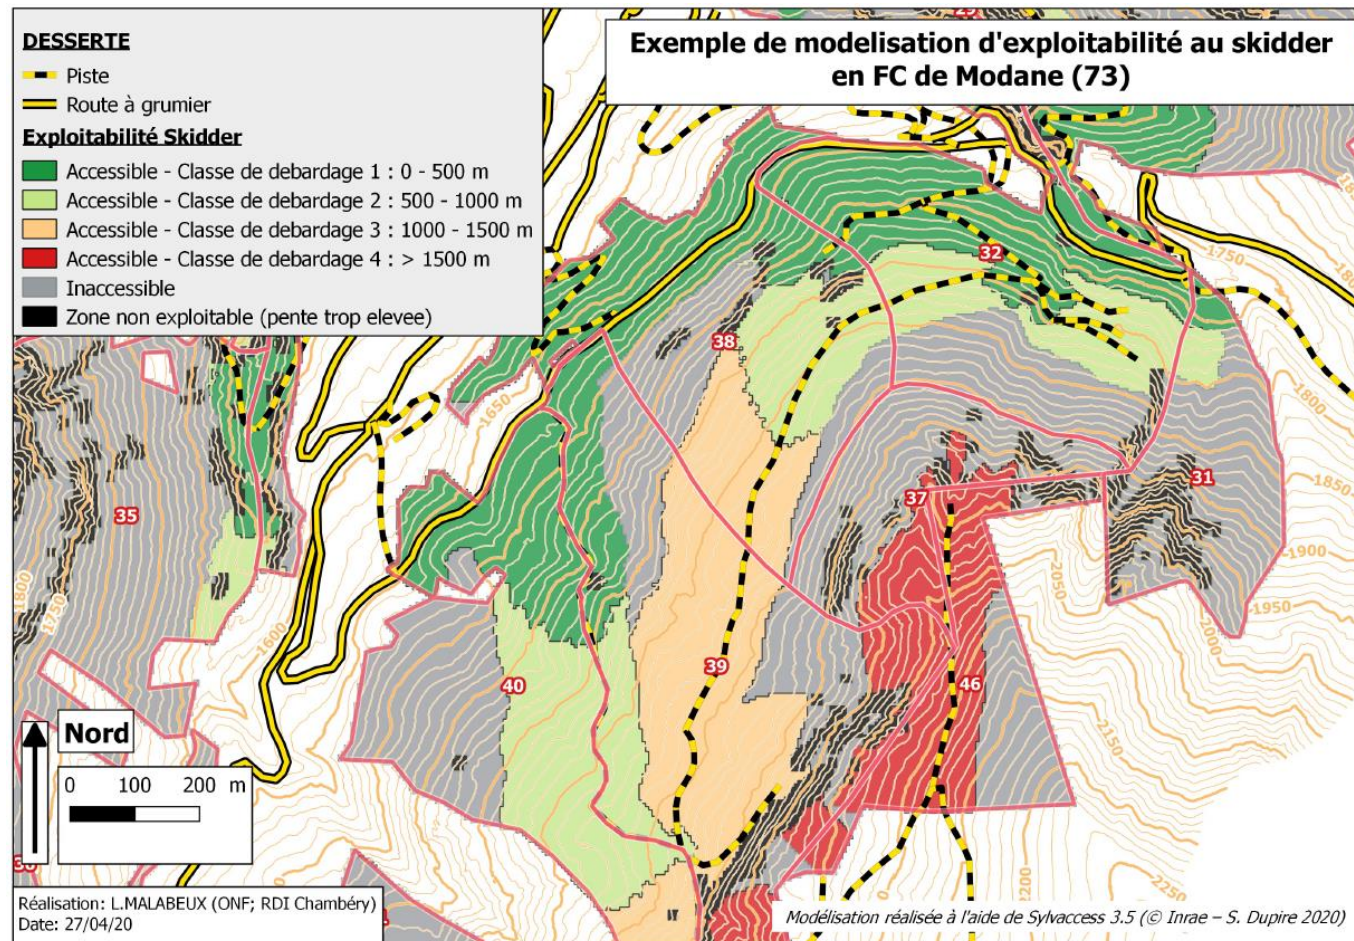 DESSERTE
Piste
Route à grumier
Exploitabilité Skidder
Accessible - Classe de debardage 1 : 0 - 500 m
Accessible - Classe de debardage 2 : 500 - 1000 m
Accessible - Classe de debardage 3 : 1000 - 1500 m
Accessible - Classe de debardage 4 : > 1500 m
Inaccessible
Zone non exploitable (pente trop elevee)
Exemple de modelisation d'exploitabilité au skidder
en FC de Modane (73)
32
1750
38
1650
1800
37
31
1850
35
1800
1750
1900
2050
1950
2000
1600
39
40
46
2150
Nord
0 100 200 m
2200
2250
Réalisation: L.MALABEUX (ONF; RDI Chambéry)
Date: 27/04/20
Modélisation réalisée à l'aide de Sylvaccess 3.5 (© Inrae – S. Dupire 2020)